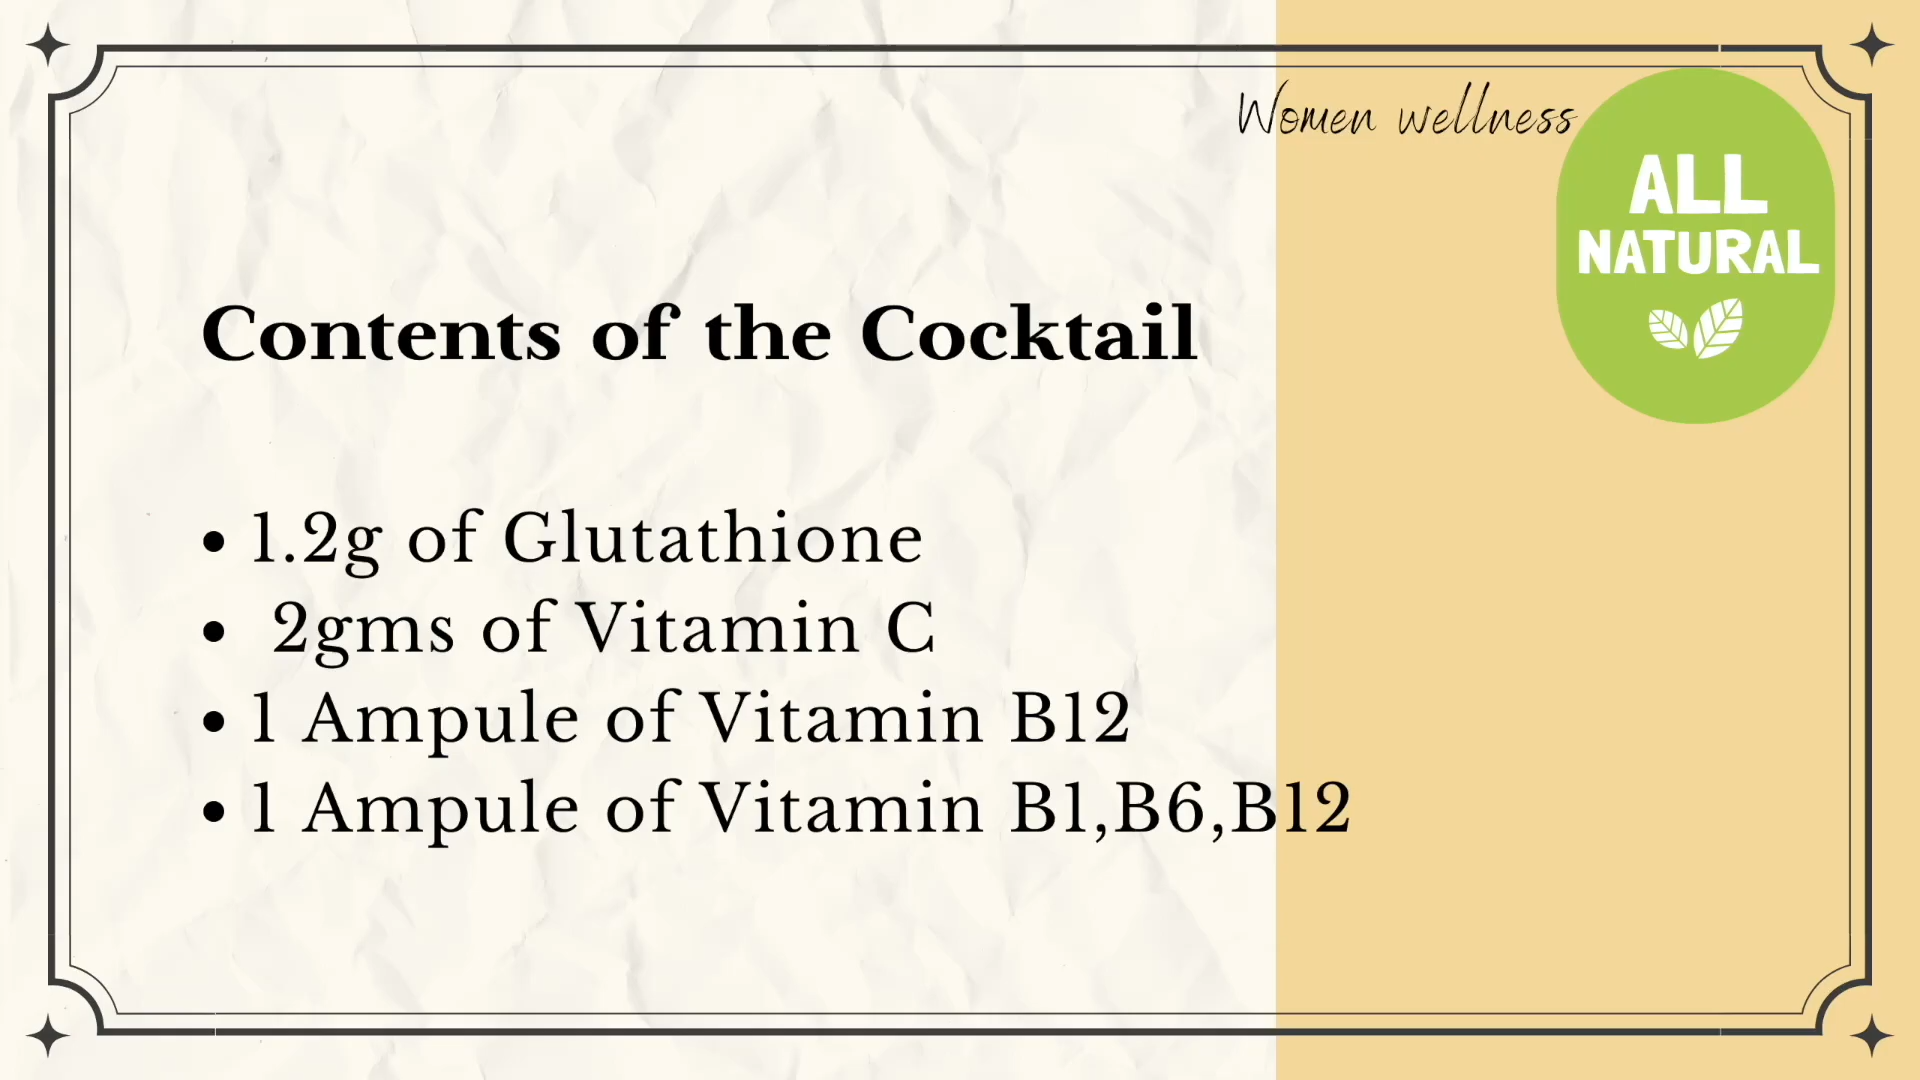 Women wellness
ALL
NATURAL
Contents of the Cocktail
• 1.2g of Glutathione
• 2gms of Vitamin C
• 1 Ampule of Vitamin B12
• 1 Ampule of Vitamin B1,B6,B12